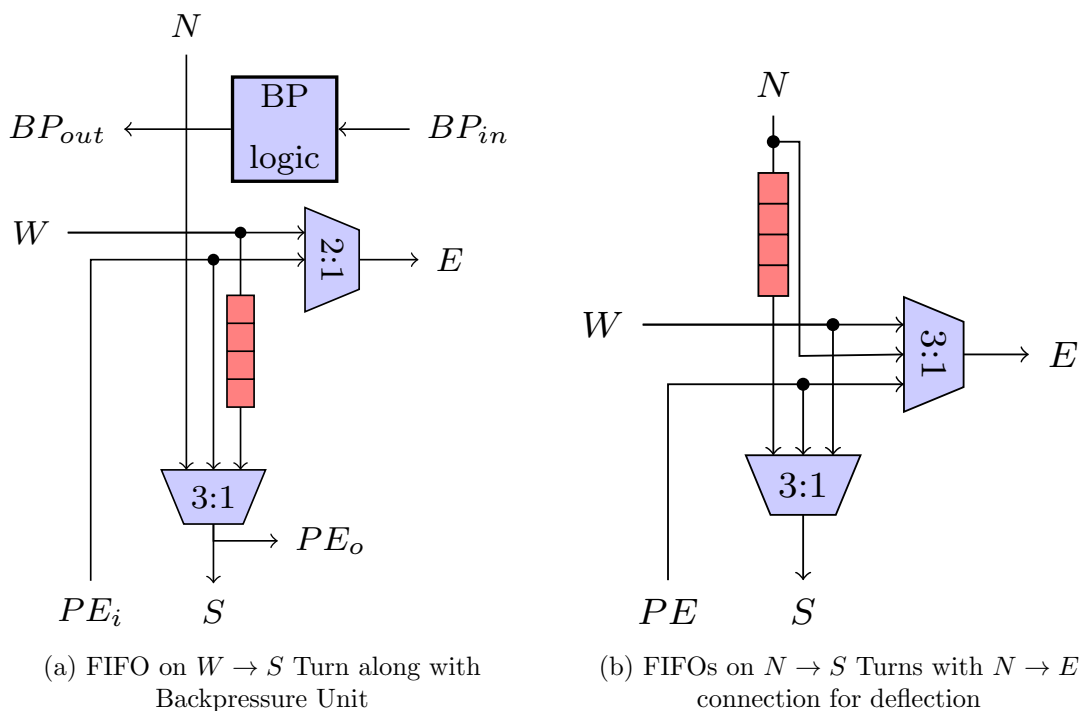 N
BP
logic
BP_out
BP_in
W
2:1
E
3:1
PE_o
PE_i
S
(a) FIFO on W → S Turn along with
Backpressure Unit
N
W
3:1
E
3:1
PE
S
(b) FIFOs on N → S Turns with N → E
connection for deflection